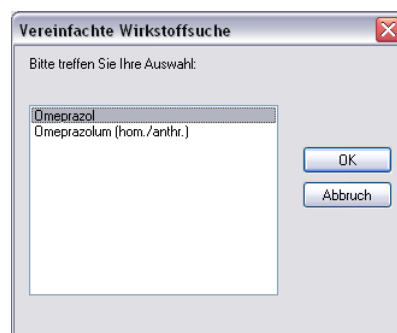 Vereinfachte Wirkstoffsuche
Bitte treffen Sie Ihre Auswahl:
Omeprazol
Omeprazolum (hom./anthr.)
OK
Abbruch